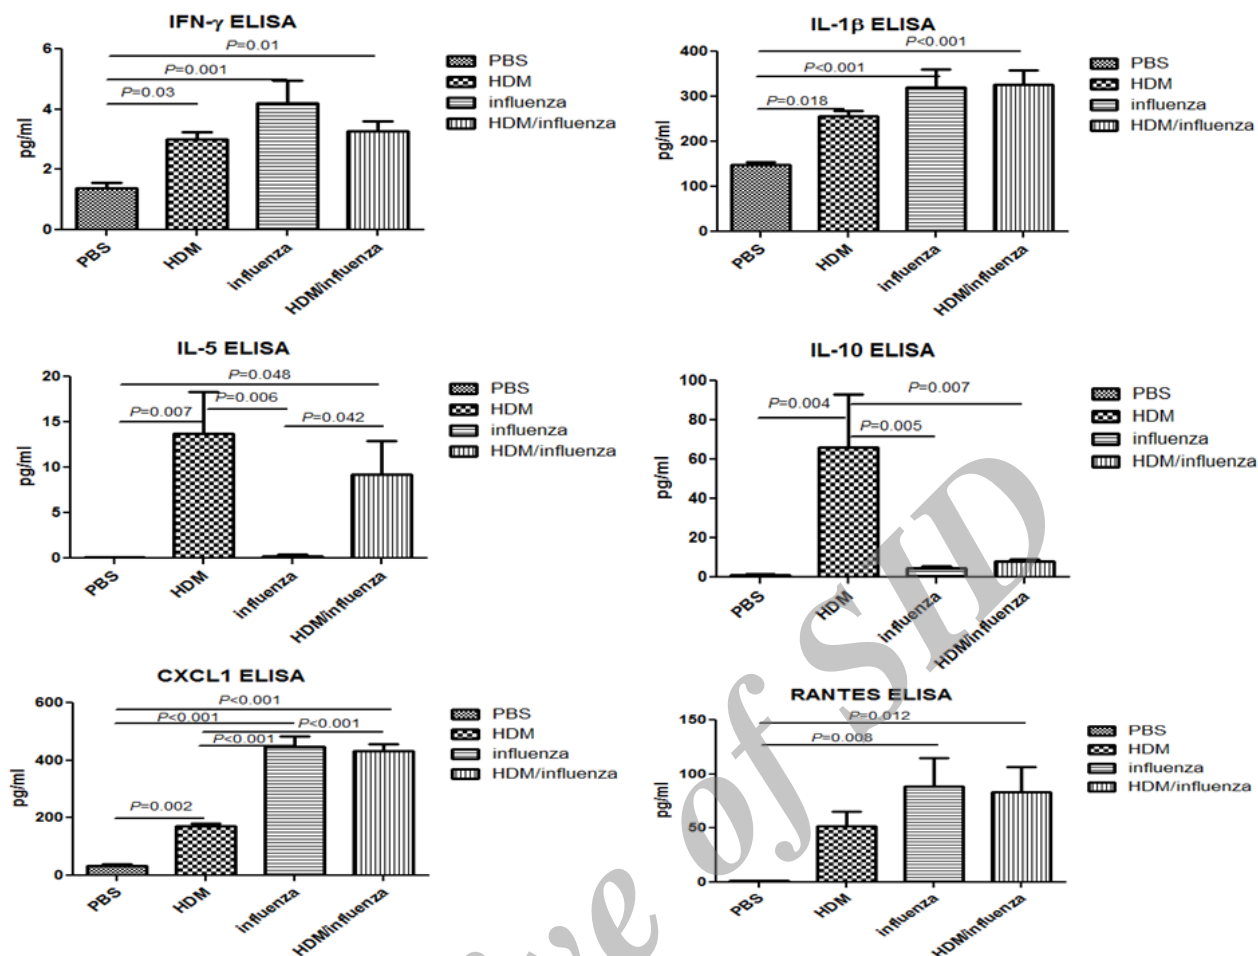 IFN-γ ELISA
6
4
2
0
pg/ml
P=0.01
P=0.001
P=0.03
PBS
HDM
influenza
HDM/influenza
PBS
HDM
influenza
HDM/influenza
IL-1β ELISA
400
300
200
100
0
pg/ml
P<0.001
P<0.001
P=0.018
PBS
HDM
influenza
HDM/influenza
PBS
HDM
influenza
HDM/influenza
IL-5 ELISA
20
15
10
5
0
pg/ml
P=0.048
P=0.006
P=0.007
P=0.042
PBS
HDM
influenza
HDM/influenza
PBS
HDM
influenza
HDM/influenza
IL-10 ELISA
100
80
60
40
20
0
pg/ml
P=0.007
P=0.004
P=0.005
PBS
HDM
influenza
HDM/influenza
PBS
HDM
influenza
HDM/influenza
CXCL1 ELISA
600
400
200
0
pg/ml
P<0.001
P<0.001
P<0.001
P<0.001
P=0.002
PBS
HDM
influenza
HDM/influenza
PBS
HDM
influenza
HDM/influenza
RANTES ELISA
150
100
50
0
pg/ml
P=0.012
P=0.008
PBS
HDM
influenza
HDM/influenza
PBS
HDM
influenza
HDM/influenza
of SID